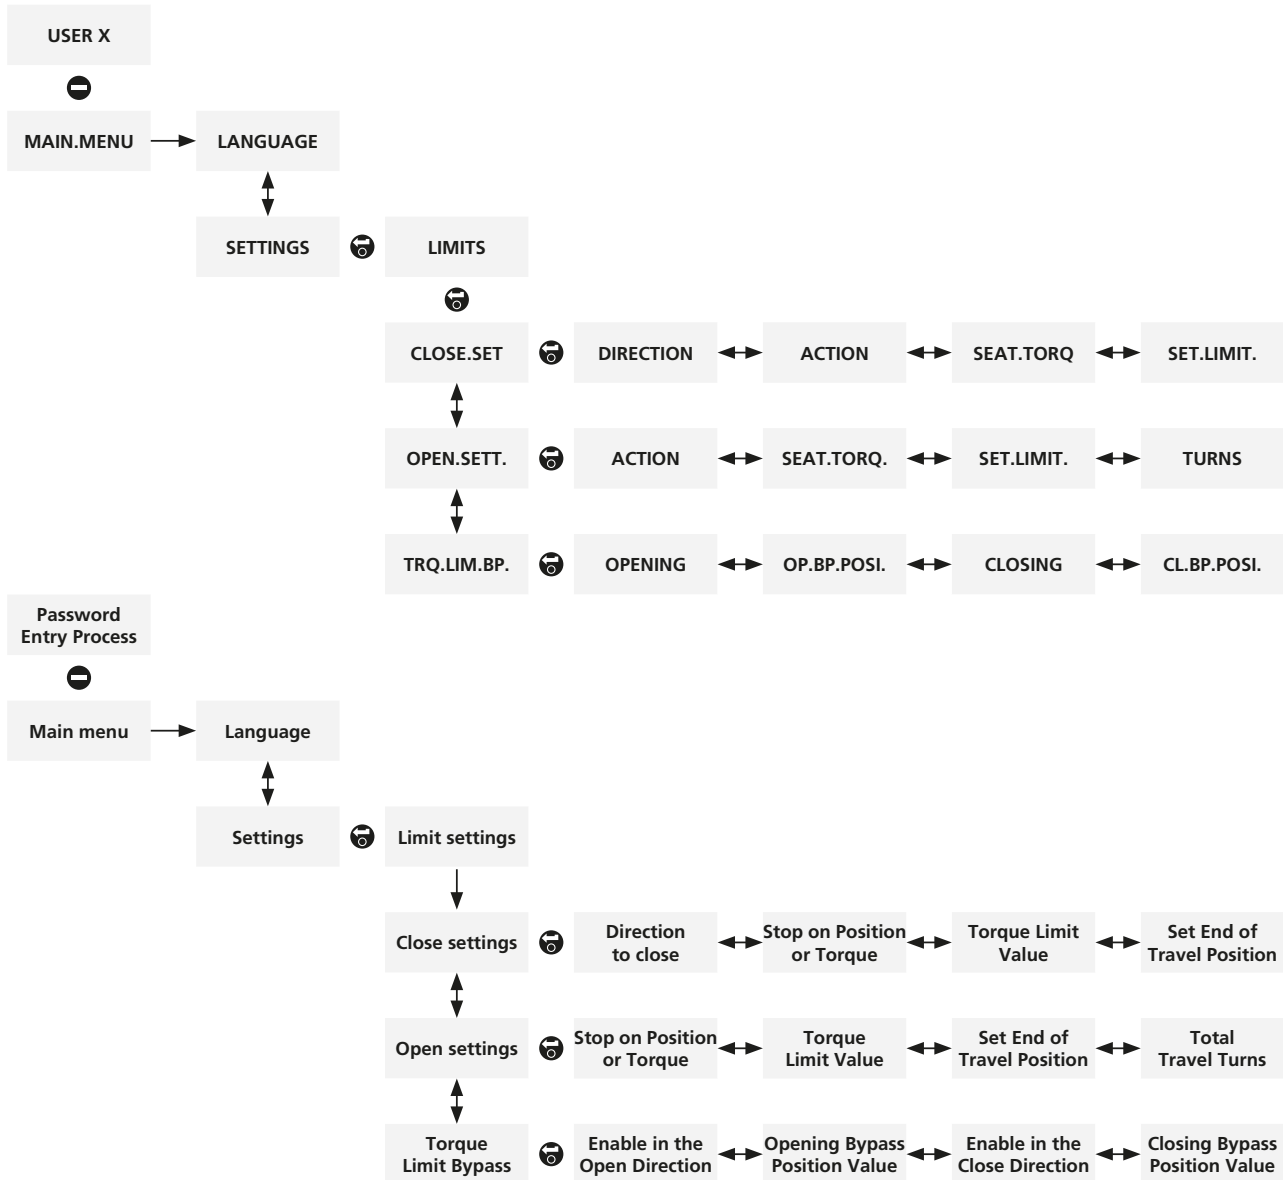 USER X
MAIN.MENU
LANGUAGE
SETTINGS
LIMITS
CLOSE.SET
DIRECTION
ACTION
SEAT.TORQ
SET.LIMIT.
OPEN.SETT.
ACTION
SEAT.TORQ.
SET.LIMIT.
TURNS
TRQ.LIM.BP.
OPENING
OP.BP.POSI.
CLOSING
CL.BP.POSI.
Password
Entry Process
Main menu
Language
Settings
Limit settings
Close settings
Direction
to close
Stop on Position
or Torque
Torque Limit
Value
Set End of
Travel Position
Open settings
Stop on Position
or Torque
Torque
Limit Value
Set End of
Travel Position
Total
Travel Turns
Torque
Limit Bypass
Enable in the
Open Direction
Opening Bypass
Position Value
Enable in the
Close Direction
Closing Bypass
Position Value